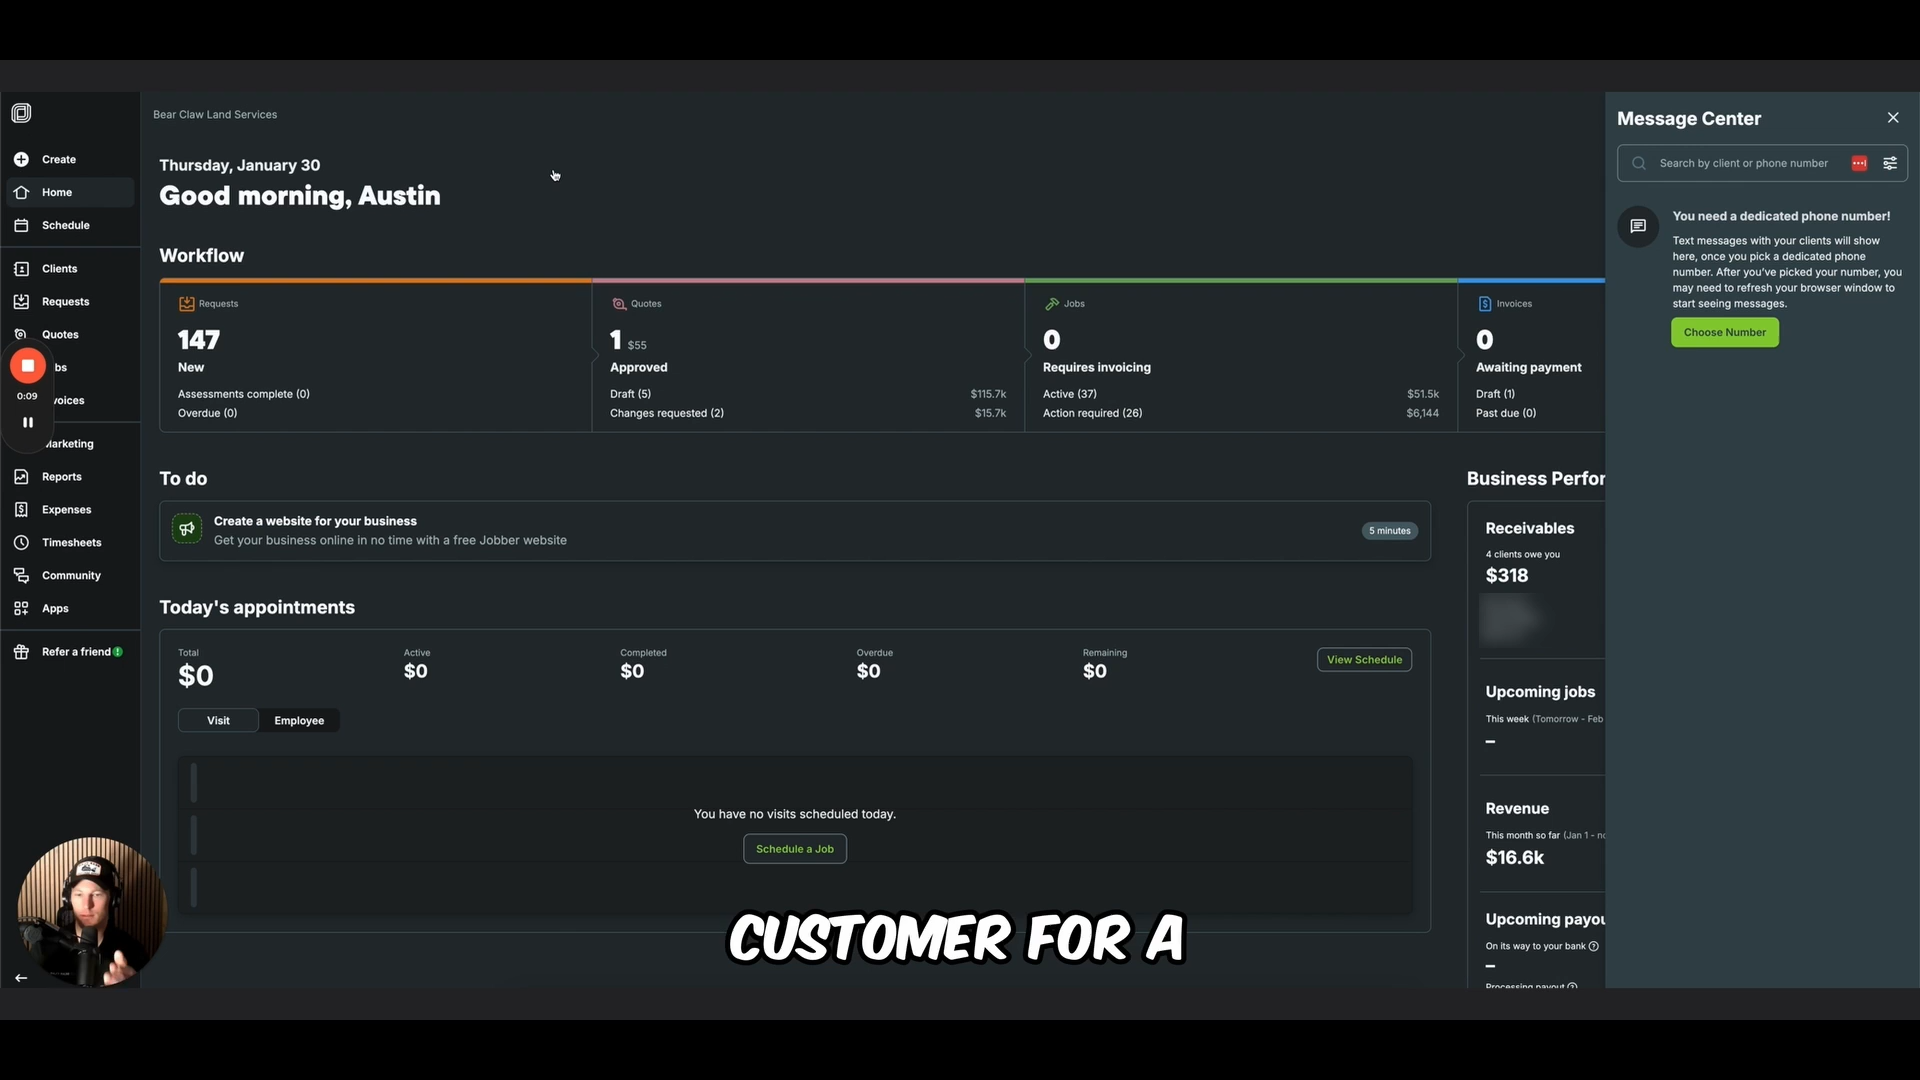 Bear Claw Land Services
Create
Home
Schedule
Clients
Requests
Quotes
bs
voices
0:09
arketing
Reports
Expenses
Timesheets
Community
Apps
Refer a friend
Thursday, January 30
Good morning, Austin
Workflow
Requests
147
New
Assessments complete (0)
Overdue (0)
Quotes
1 $55
Approved
Draft (5) $115.7k
Changes requested (2) $15.7k
Jobs
0
Requires invoicing
Active (37) $51.5k
Action required (26) $6,144
Invoices
0
Awaiting payment
Draft (1)
Past due (0)
To do
Create a website for your business
Get your business online in no time with a free Jobber website
5 minutes
Today's appointments
Total
$0
Active
$0
Completed
$0
Overdue
$0
Remaining
$0
View Schedule
Visit Employee
You have no visits scheduled today.
Schedule a Job
Business Perfor
Receivables
4 clients owe you
$318
Upcoming jobs
This week (Tomorrow - Feb
–
Revenue
This month so far (Jan 1 - no
$16.6k
Upcoming payou
On its way to your bank
–
Processing payout
Message Center
Search by client or phone number
You need a dedicated phone number!
Text messages with your clients will show
here, once you pick a dedicated phone
number. After you've picked your number, you
may need to refresh your browser window to
start seeing messages.
Choose Number
CUSTOMER FOR A